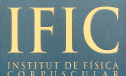 IFIC
INSTITUT DE FÍSICA
CORPUSCULAR